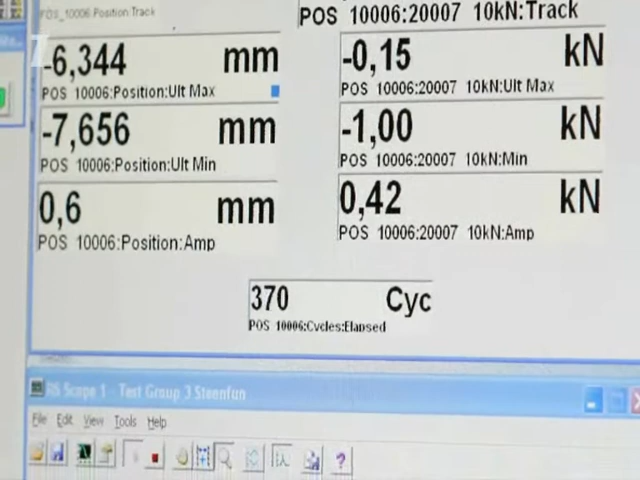 POS_10006 Position Track
POS 10006:20007 10kN:Track
-6,344 mm
POS 10006:Position:Ult Max
-0,15 kN
POS 10006:20007 10kN:Ult Max
-7,656 mm
POS 10006:Position:Ult Min
-1,00 kN
POS 10006:20007 10kN:Min
0,6 mm
POS 10006:Position:Amp
0,42 kN
POS 10006:20007 10kN:Amp
370 Cyc
POS 10006:Cycles:Elapsed
Scope 1 - Test Group 3 Steenfun
File Edit View Tools Help